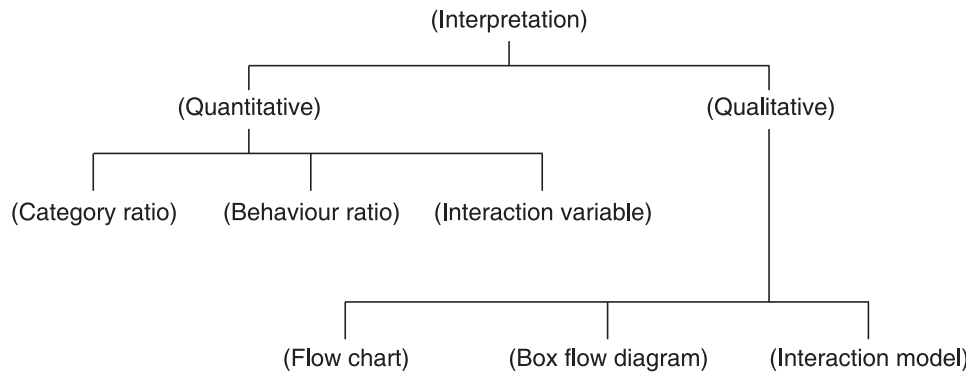 (Interpretation)
(Quantitative) (Qualitative)
(Category ratio) (Behaviour ratio) (Interaction variable)
(Flow chart) (Box flow diagram) (Interaction model)